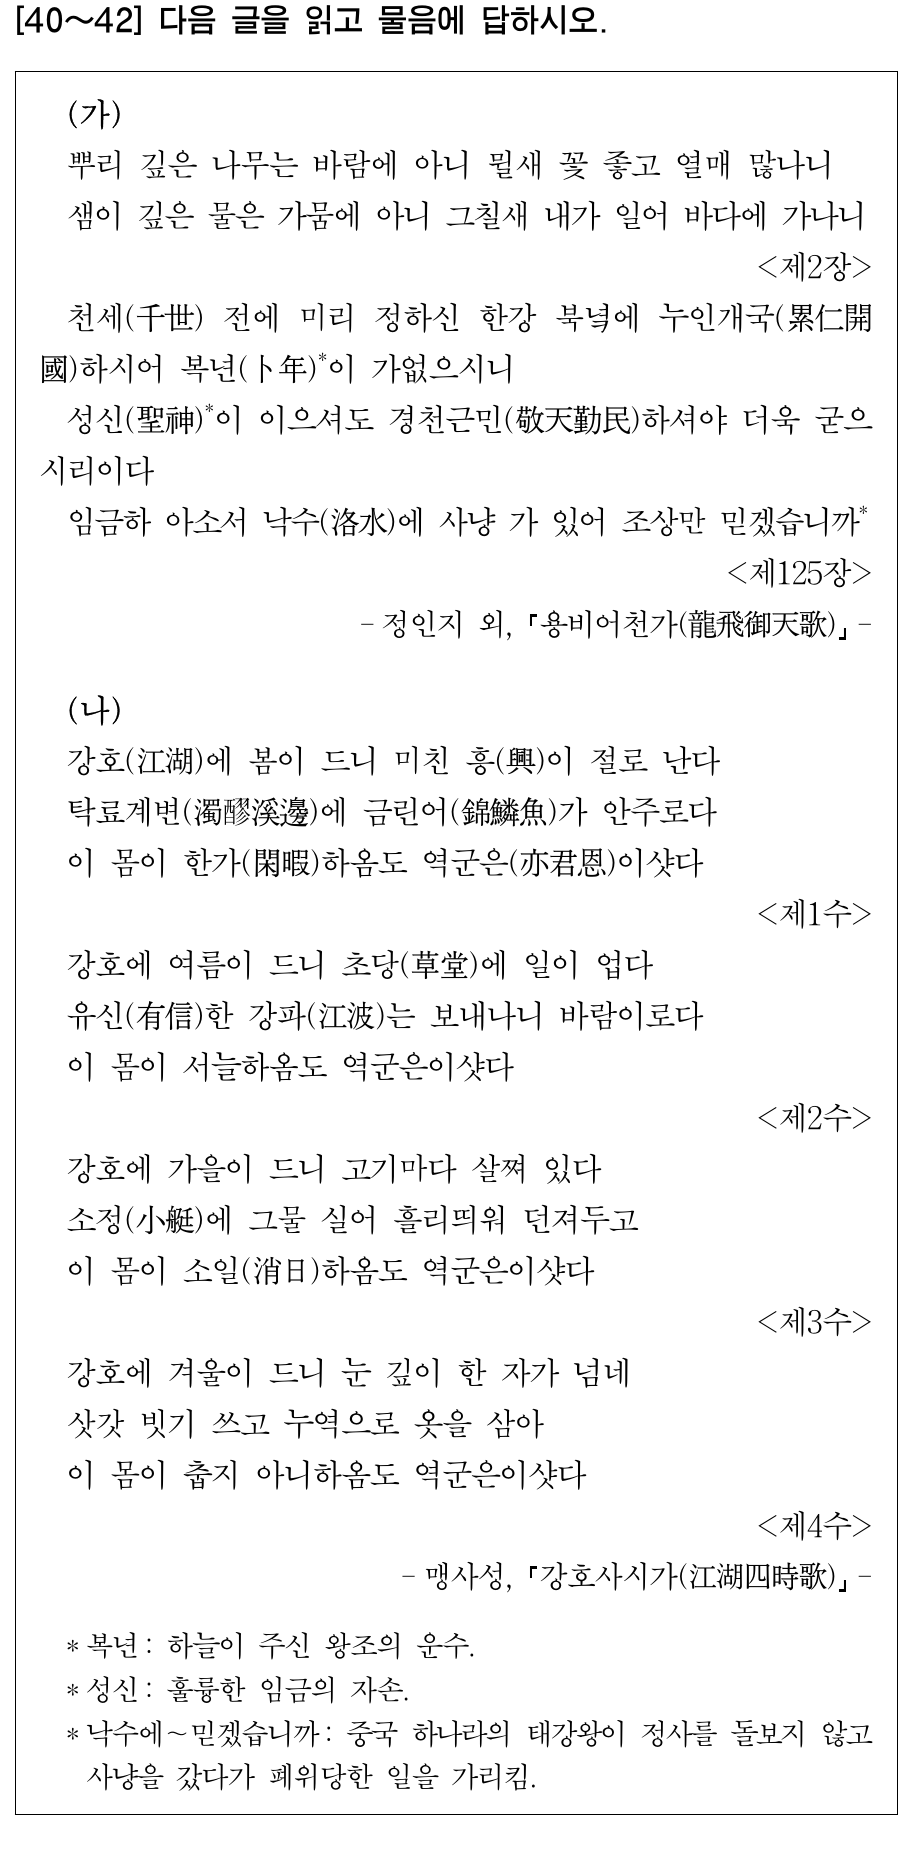 [40～42] 다음 글을 읽고 물음에 답하시오.
(가)
뿌리 깊은 나무는 바람에 아니 뮐새 꽃 좋고 열매 많나니
샘이 깊은 물은 가뭄에 아니 그칠새 내가 일어 바다에 가나니
<제2장>
천세(千世) 전에 미리 정하신 한강 북녘에 누인개국(累仁開
國)하시어 복년(卜年)*이 가없으시니
성신(聖神)*이 이으셔도 경천근민(敬天勤民)하셔야 더욱 굳으
시리이다
임금하 아소서 낙수(洛水)에 사냥 가 있어 조상만 믿겠습니까*
<제125장>
- 정인지 외, 「용비어천가(龍飛御天歌)」 -
(나)
강호(江湖)에 봄이 드니 미친 흥(興)이 절로 난다
탁료계변(濁醪溪邊)에 금린어(錦鱗魚)가 안주로다
이 몸이 한가(閑暇)하옴도 역군은(亦君恩)이샷다
<제1수>
강호에 여름이 드니 초당(草堂)에 일이 업다
유신(有信)한 강파(江波)는 보내나니 바람이로다
이 몸이 서늘하옴도 역군은이샷다
<제2수>
강호에 가을이 드니 고기마다 살쪄 있다
소정(小艇)에 그물 실어 흘리띄워 던져두고
이 몸이 소일(消日)하옴도 역군은이샷다
<제3수>
강호에 겨울이 드니 눈 깊이 한 자가 넘네
삿갓 빗기 쓰고 누역으로 옷을 삼아
이 몸이 춥지 아니하옴도 역군은이샷다
<제4수>
- 맹사성, 「강호사시가(江湖四時歌)」 -
* 복년 : 하늘이 주신 왕조의 운수.
* 성신 : 훌륭한 임금의 자손.
* 낙수에～믿겠습니까 : 중국 하나라의 태강왕이 정사를 돌보지 않고
사냥을 갔다가 폐위당한 일을 가리킴.